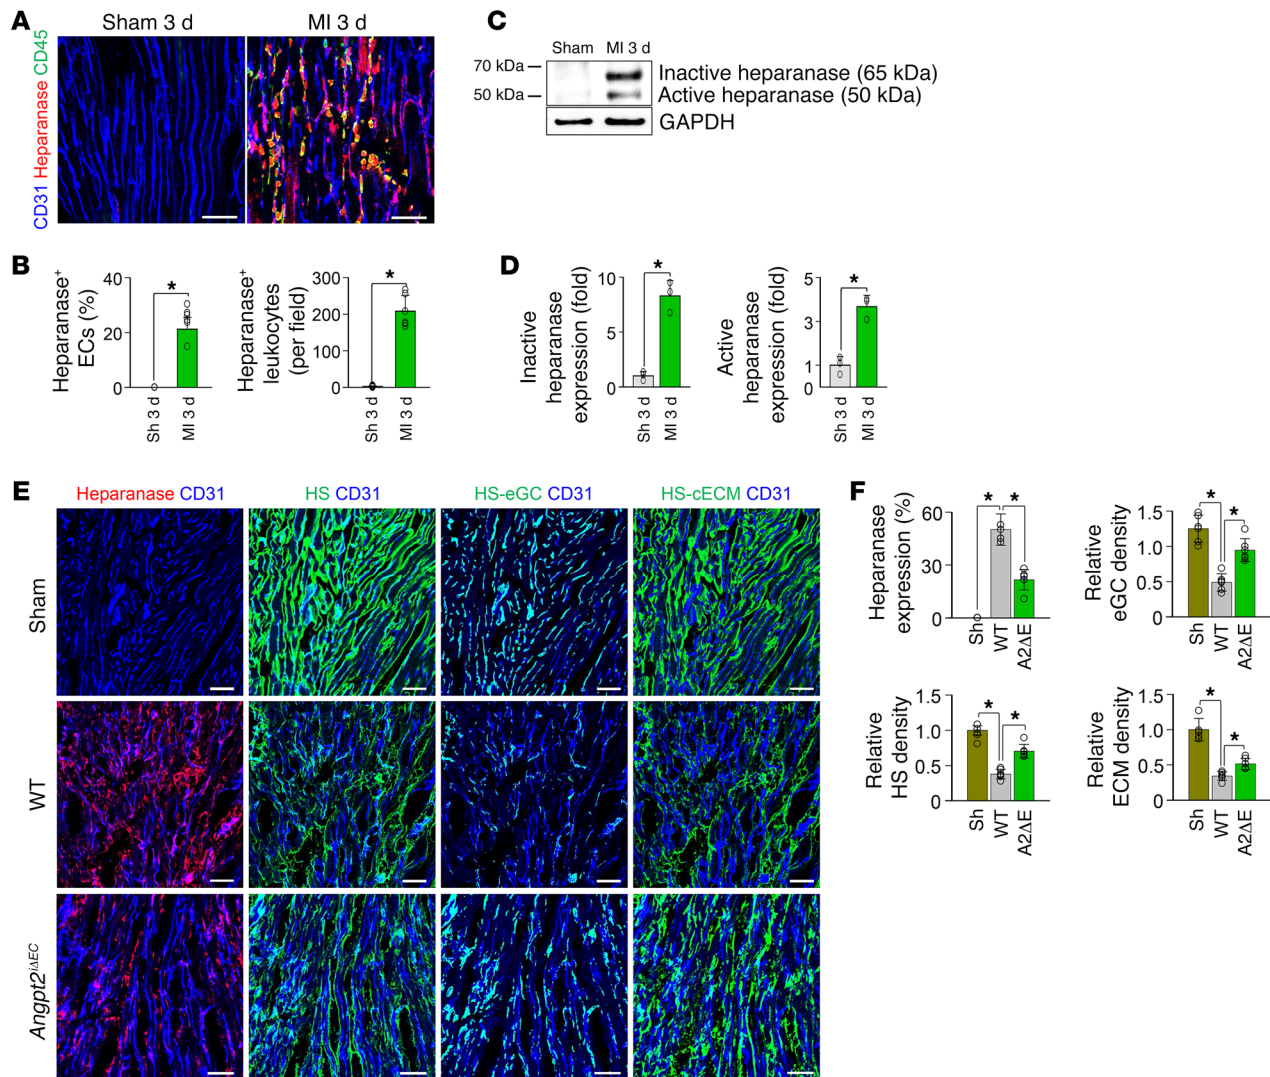 A
Sham 3 d
MI 3 d
CD31 Heparanase CD45
B
Heparanase+
ECs (%)
40
20
0
*
Sh 3 d
MI 3 d
Heparanase+
leukocytes
(per field)
300
200
100
0
*
Sh 3 d
MI 3 d
C
Sham MI 3 d
70 kDa
50 kDa
Inactive heparanase (65 kDa)
Active heparanase (50 kDa)
GAPDH
D
Inactive
heparanase
expression (fold)
10
5
0
*
Sh 3 d
MI 3 d
Active
heparanase
expression (fold)
5
3
1
0
*
Sh 3 d
MI 3 d
E
Heparanase CD31
HS CD31
HS-eGC CD31
HS-cECM CD31
Sham
WT
Angpt2iΔEC
F
Heparanase
expression (%)
60
30
0
* *
Sh
WT
A2ΔE
Relative
eGC density
1.5
1.0
0.5
0
*
*
Sh
WT
A2ΔE
Relative
HS density
1.5
1.0
0.5
0
*
*
Sh
WT
A2ΔE
Relative
ECM density
1.5
1.0
0.5
0
*
*
Sh
WT
A2ΔE